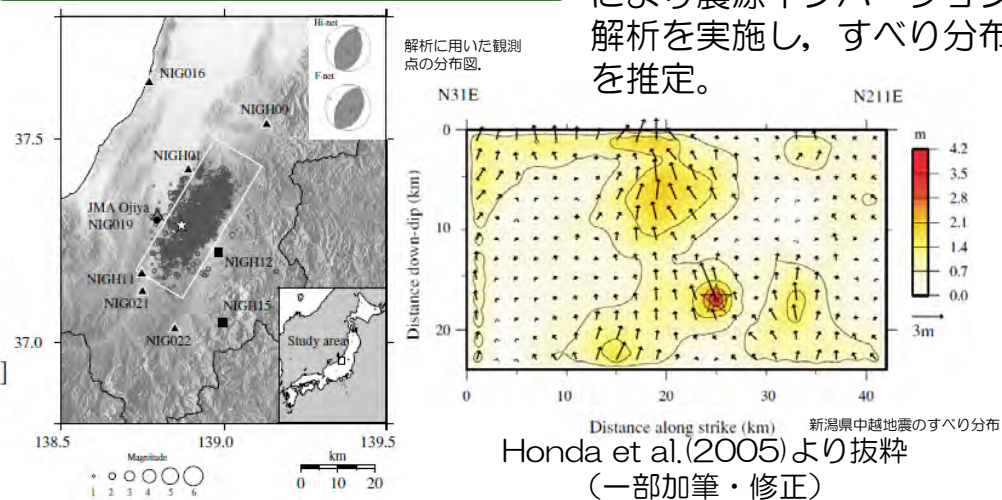 により震源インバージョン
解析を実施し，すべり分布
を推定。
解析に用いた観測
点の分布図.
Hi-net
F-net
NIG016
NIGH09
37.5
NIGH01
JMA Ojiya
NIG019
NIGH12
NIGH11
NIG021
NIGH15
37.0
NIG022
Study area
]
138.5
139.0
139.5
Magnitude
1 2 3 4 5 6
km
0 10 20
N31E
N211E
0
10
20
Distance down-dip (km)
0 10 20 30 40
Distance along strike (km)
m
4.2
3.5
2.8
2.1
1.4
0.7
0.0
3m
新潟県中越地震のすべり分布
Honda et al.(2005)より抜粋
（一部加筆・修正）